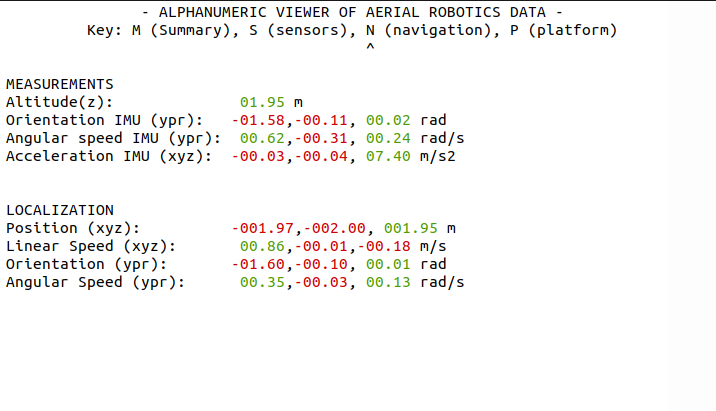 - ALPHANUMERIC VIEWER OF AERIAL ROBOTICS DATA -
Key: M (Summary), S (sensors), N (navigation), P (platform)
^
MEASUREMENTS
Altitude(z): 01.95 m
Orientation IMU (ypr): -01.58,-00.11, 00.02 rad
Angular speed IMU (ypr): 00.62,-00.31, 00.24 rad/s
Acceleration IMU (xyz): -00.03,-00.04, 07.40 m/s2
LOCALIZATION
Position (xyz): -001.97,-002.00, 001.95 m
Linear Speed (xyz): 00.86,-00.01,-00.18 m/s
Orientation (ypr): -01.60,-00.10, 00.01 rad
Angular Speed (ypr): 00.35,-00.03, 00.13 rad/s